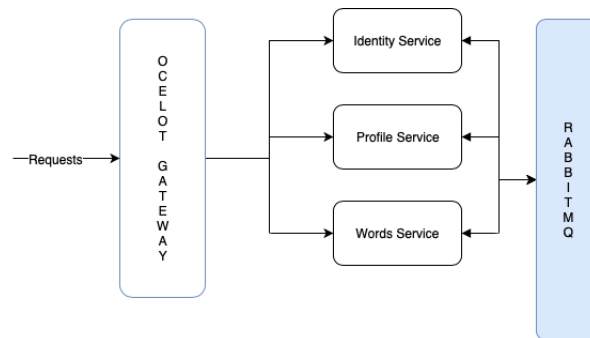 Requests
OCELOT GATEWAY
Identity Service
Profile Service
Words Service
RABBITMQ